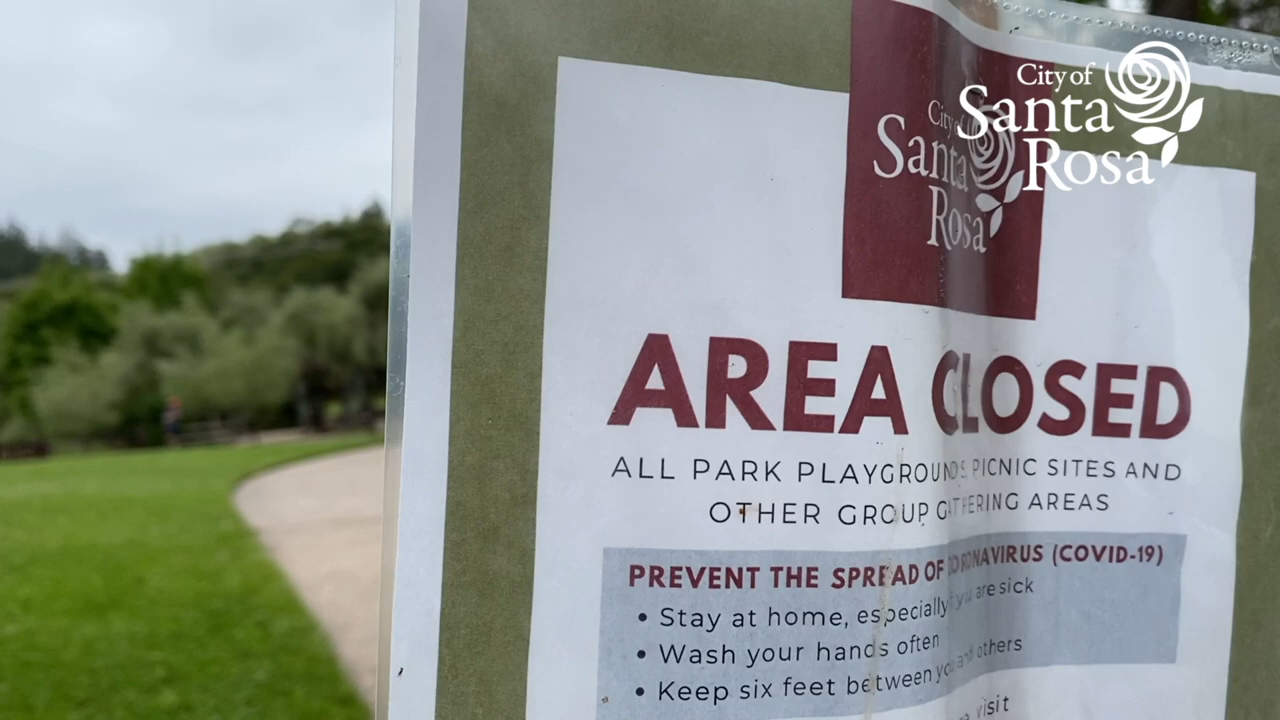 City of
Santa
Rosa
City of
Santa
Rosa
AREA CLOSED
ALL PARK PLAYGROUNDS, PICNIC SITES AND
OTHER GROUP GATHERING AREAS
PREVENT THE SPREAD OF CORONAVIRUS (COVID-19)
• Stay at home, especially if you are sick
• Wash your hands often
• Keep six feet between you and others
visit